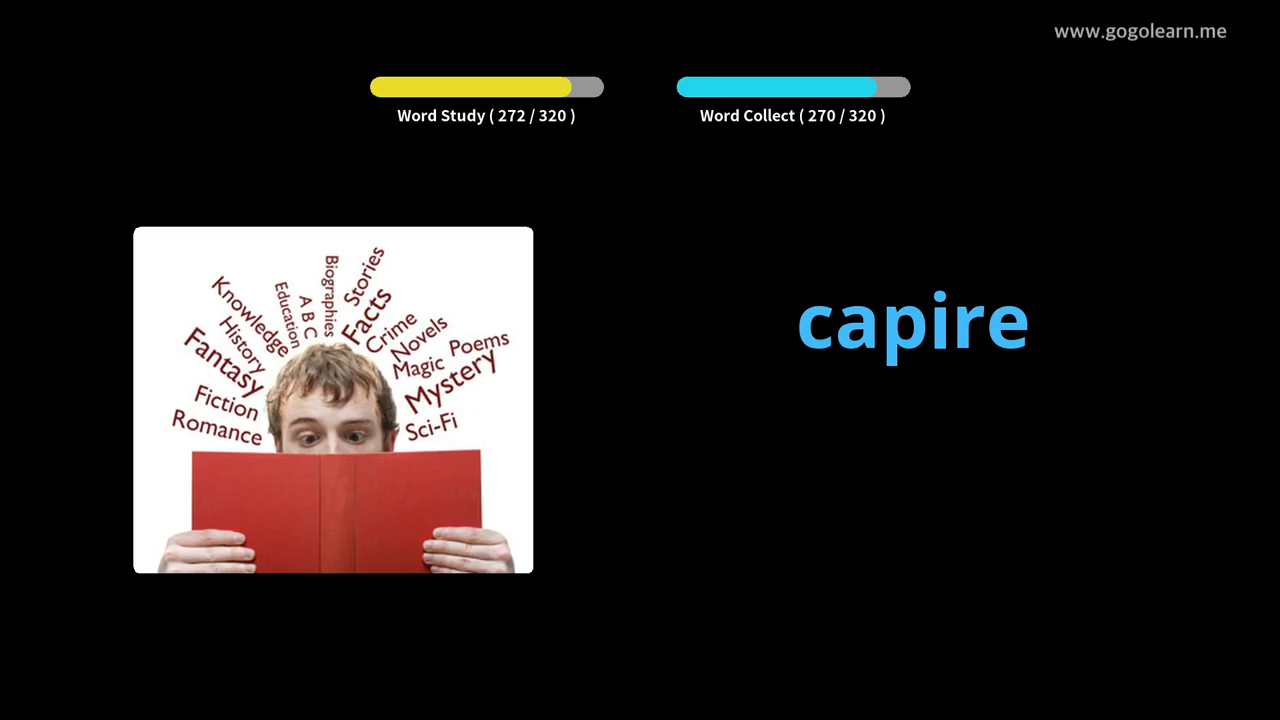 www.gogolearn.me
Word Study ( 272 / 320 )
Word Collect ( 270 / 320 )
capire
Biographies
Stories
Education
A B C
Facts
Knowledge
History
Crime
Novels
Poems
Fantasy
Magic
Mystery
Fiction
Romance
Sci-Fi